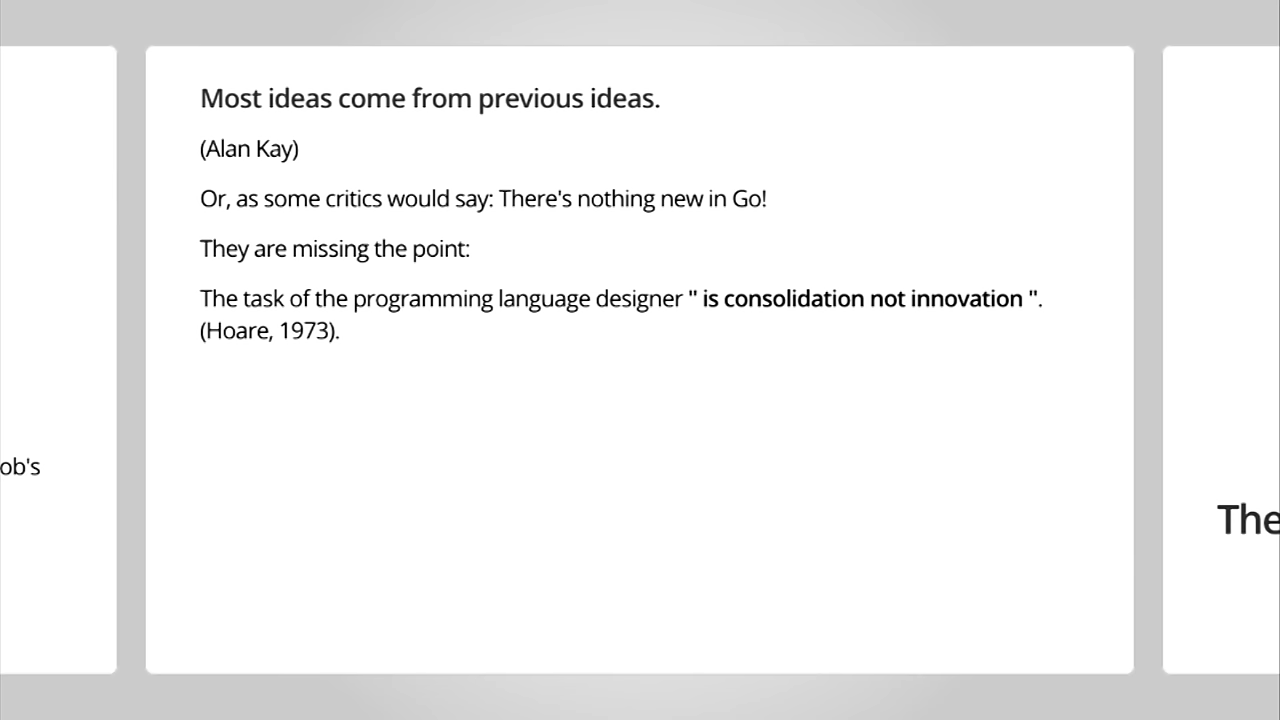 Most ideas come from previous ideas.
(Alan Kay)
Or, as some critics would say: There's nothing new in Go!
They are missing the point:
The task of the programming language designer " is consolidation not innovation ".
(Hoare, 1973).
ob's
The